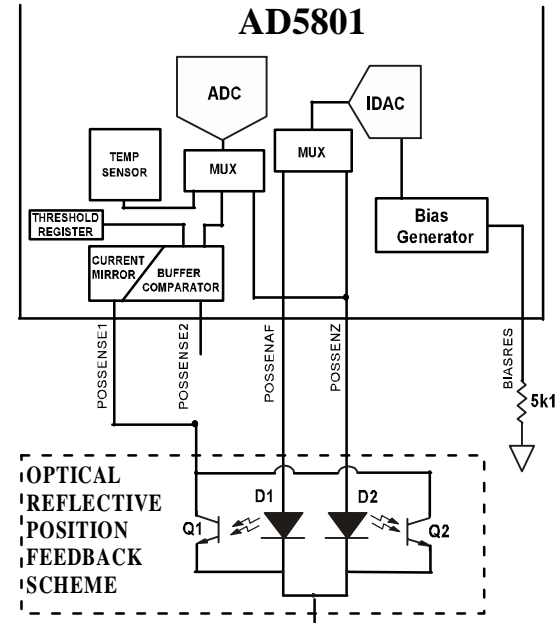 AD5801
ADC
IDAC
TEMP
SENSOR
MUX
MUX
THRESHOLD
REGISTER
Bias
Generator
CURRENT
MIRROR
BUFFER
COMPARATOR
POSSENSE1
POSSENSE2
POSSENAF
POSSENZ
BIASRES
5k1
OPTICAL
REFLECTIVE
POSITION
FEEDBACK
SCHEME
Q1
D1
D2
Q2